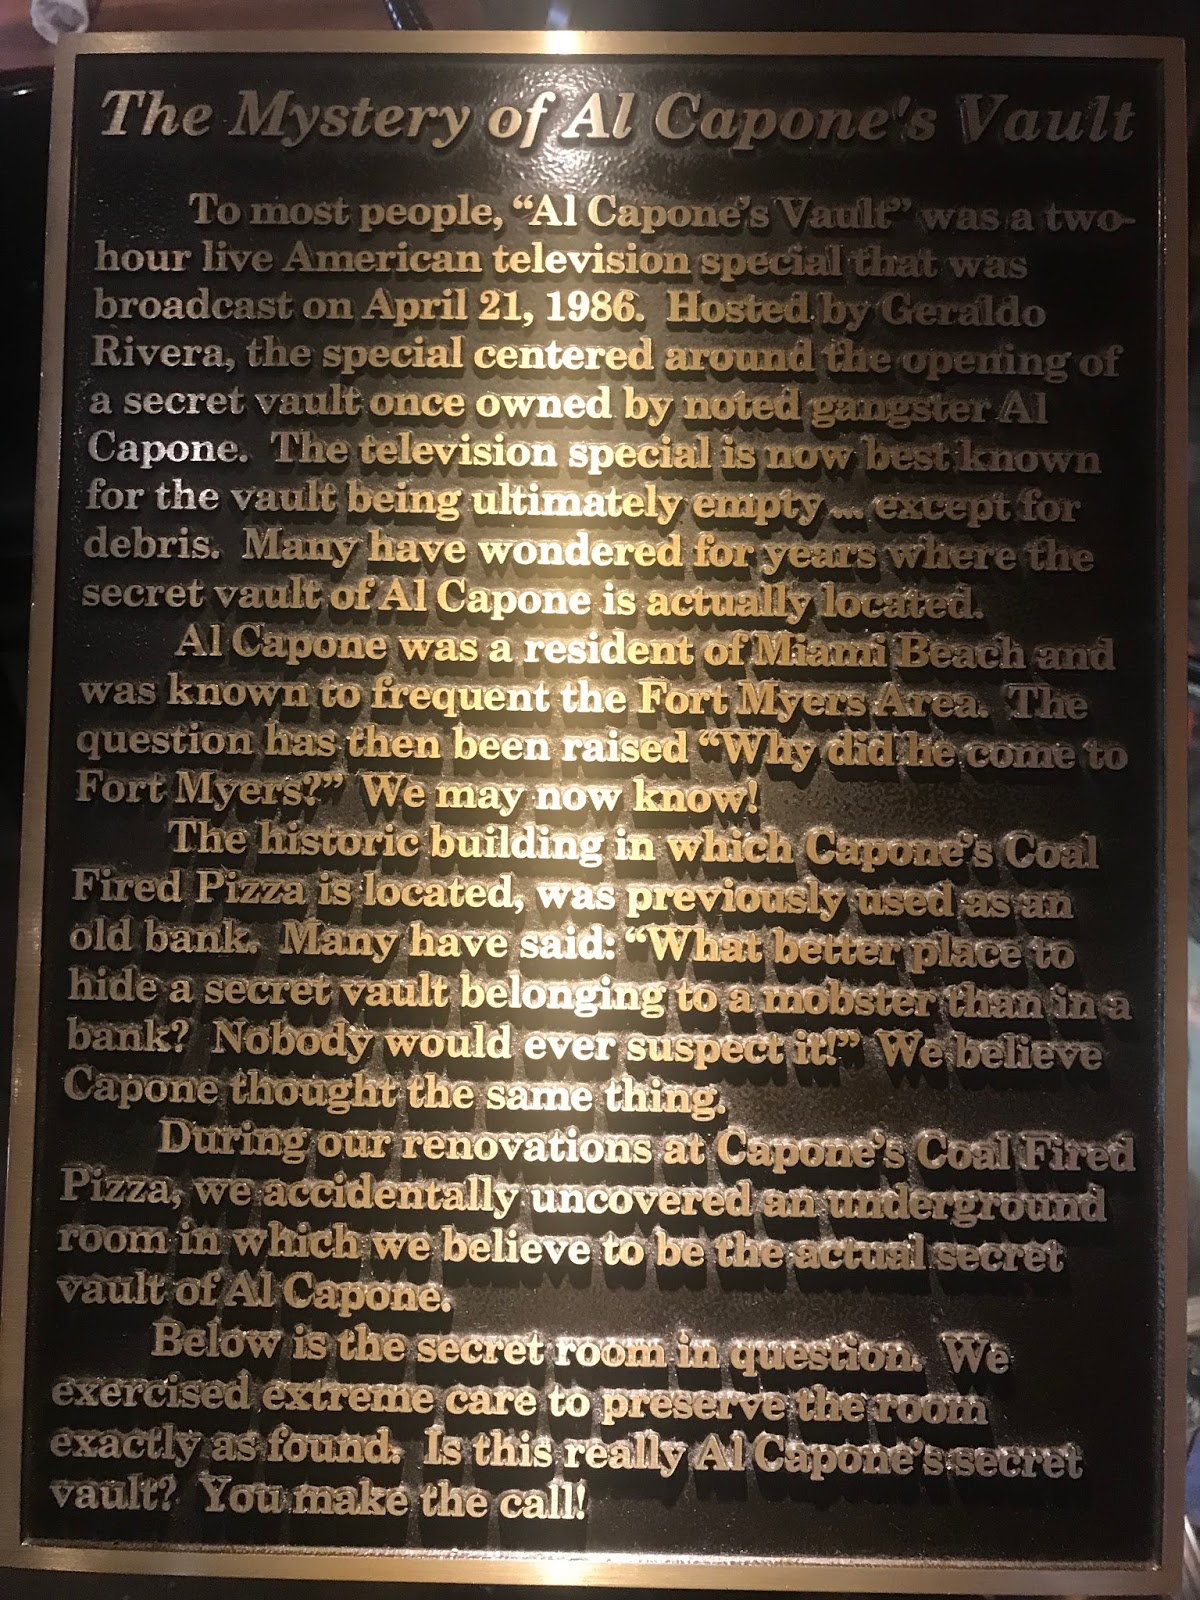 The Mystery of Al Capone's Vault
To most people, “Al Capone’s Vault” was a two-
hour live American television special that was
broadcast on April 21, 1986. Hosted by Geraldo
Rivera, the special centered around the opening of
a secret vault once owned by noted gangster Al
Capone. The television special is now best known
for the vault being ultimately empty ... except for
debris. Many have wondered for years where the
secret vault of Al Capone is actually located.
Al Capone was a resident of Miami Beach and
was known to frequent the Fort Myers Area. The
question has then been raised “Why did he come to
Fort Myers?” We may now know!
The historic building in which Capone’s Coal
Fired Pizza is located, was previously used as an
old bank. Many have said: “What better place to
hide a secret vault belonging to a mobster than in a
bank? Nobody would ever suspect it!” We believe
Capone thought the same thing.
During our renovations at Capone’s Coal Fired
Pizza, we accidentally uncovered an underground
room in which we believe to be the actual secret
vault of Al Capone.
Below is the secret room in question. We
exercised extreme care to preserve the room
exactly as found. Is this really Al Capone’s secret
vault? You make the call!